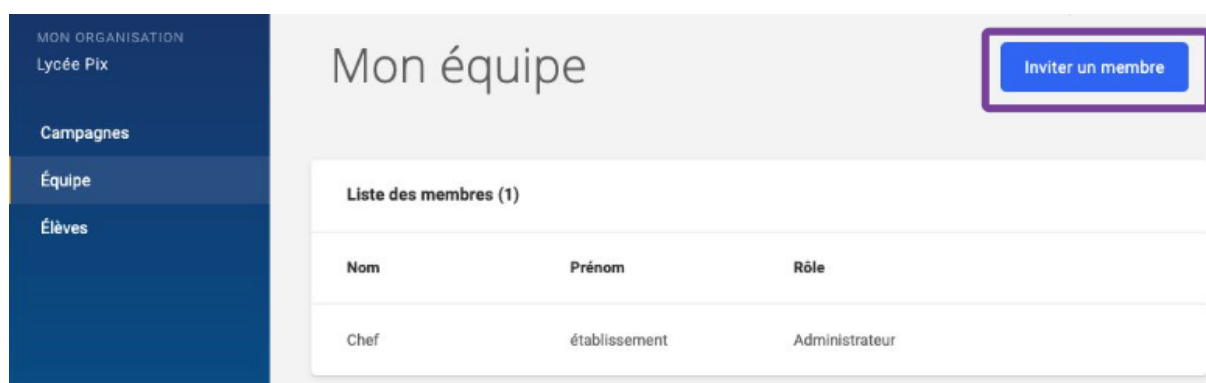 MON ORGANISATION
Lycée Pix
Campagnes
Équipe
Élèves
Mon équipe
Inviter un membre
Liste des membres (1)
Nom Prénom Rôle
Chef établissement Administrateur